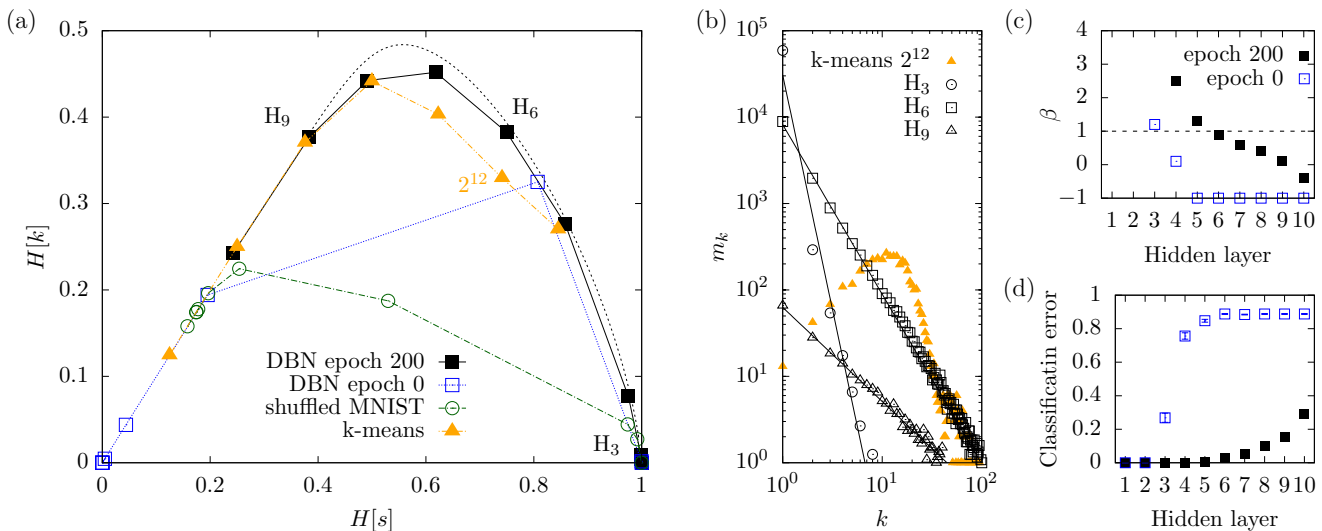 (a)
0.5
0.4
0.3
0.2
0.1
0
H[k]
0
0.2
0.4
0.6
0.8
1
H[s]
H9
H6
2^12
H3
DBN epoch 200
DBN epoch 0
shuffled MNIST
k-means
(b)
10^5
10^4
10^3
10^2
10^1
10^0
m_k
10^0
10^1
10^2
k
k-means 2^12
H3
H6
H9
(c)
4
3
2
1
0
−1
β
epoch 200
epoch 0
1 2 3 4 5 6 7 8 9 10
Hidden layer
(d)
1
0.8
0.6
0.4
0.2
0
Classificatin error
1 2 3 4 5 6 7 8 9 10
Hidden layer